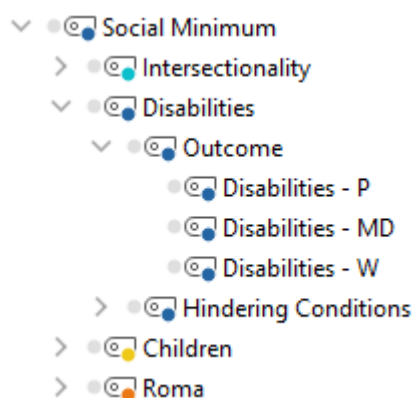 Social Minimum
Intersectionality
Disabilities
Outcome
Disabilities - P
Disabilities - MD
Disabilities - W
Hindering Conditions
Children
Roma